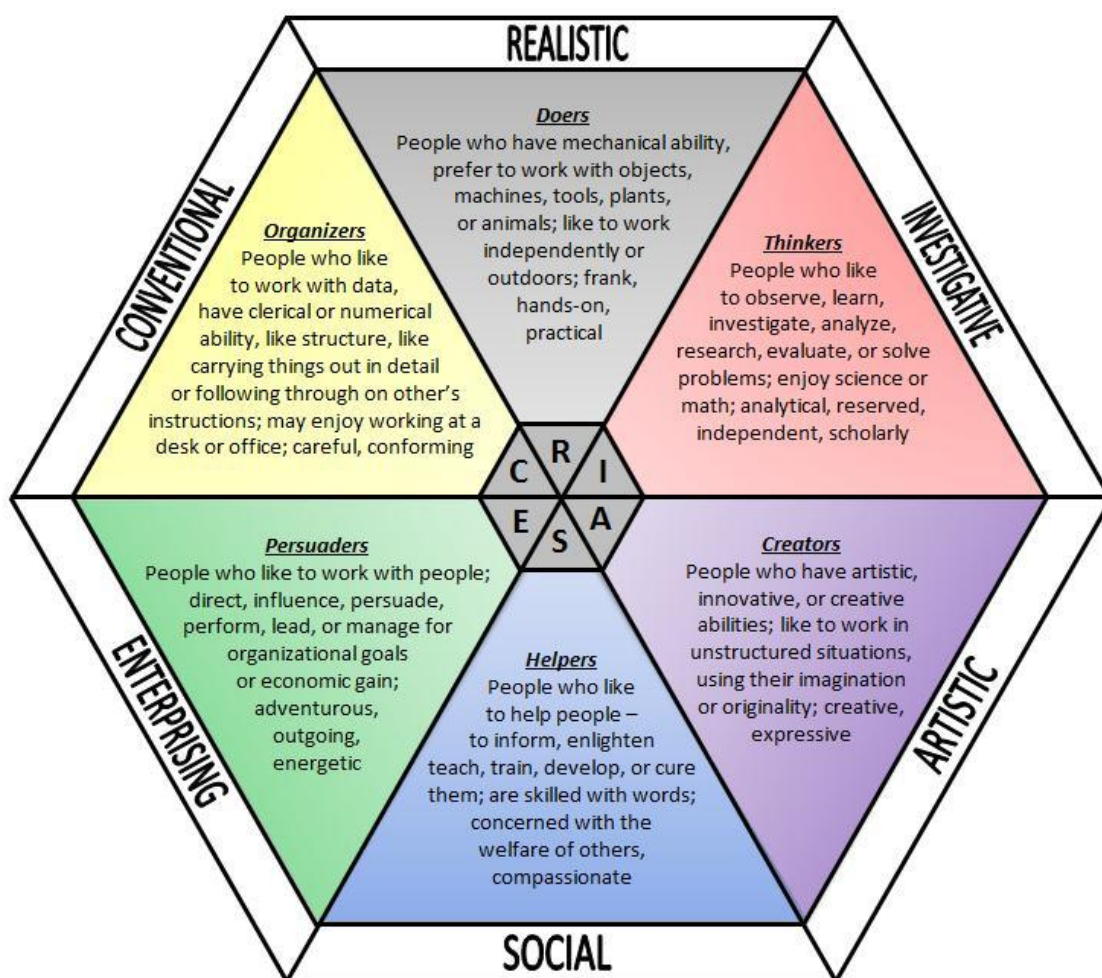 REALISTIC
Doers
People who have mechanical ability,
prefer to work with objects,
machines, tools, plants,
or animals; like to work
independently or
outdoors; frank,
hands-on,
practical
INVESTIGATIVE
Thinkers
People who like
to observe, learn,
investigate, analyze,
research, evaluate, or solve
problems; enjoy science or
math; analytical, reserved,
independent, scholarly
ARTISTIC
Creators
People who have artistic,
innovative, or creative
abilities; like to work in
unstructured situations,
using their imagination
or originality; creative,
expressive
SOCIAL
Helpers
People who like
to help people –
to inform, enlighten
teach, train, develop, or cure
them; are skilled with words;
concerned with the
welfare of others,
compassionate
ENTERPRISING
Persuaders
People who like to work with people;
direct, influence, persuade,
perform, lead, or manage for
organizational goals
or economic gain;
adventurous,
outgoing,
energetic
CONVENTIONAL
Organizers
People who like
to work with data,
have clerical or numerical
ability, like structure, like
carrying things out in detail
or following through on other's
instructions; may enjoy working at a
desk or office; careful, conforming
R
I
A
S
E
C